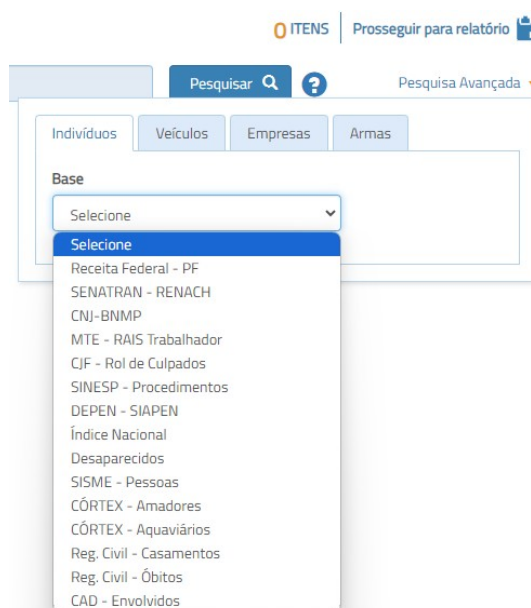 0 ITENS
Prosseguir para relatório
Pesquisar
?
Pesquisa Avançada
Indivíduos
Veículos
Empresas
Armas
Base
Selecione
Selecione
Receita Federal - PF
SENATRAN - RENACH
CNJ-BNMP
MTE - RAIS Trabalhador
CJF - Rol de Culpados
SINESP - Procedimentos
DEPEN - SIAPEN
Índice Nacional
Desaparecidos
SISME - Pessoas
CÓRTEX - Amadores
CÓRTEX - Aquaviários
Reg. Civil - Casamentos
Reg. Civil - Óbitos
CAD - Envolvidos